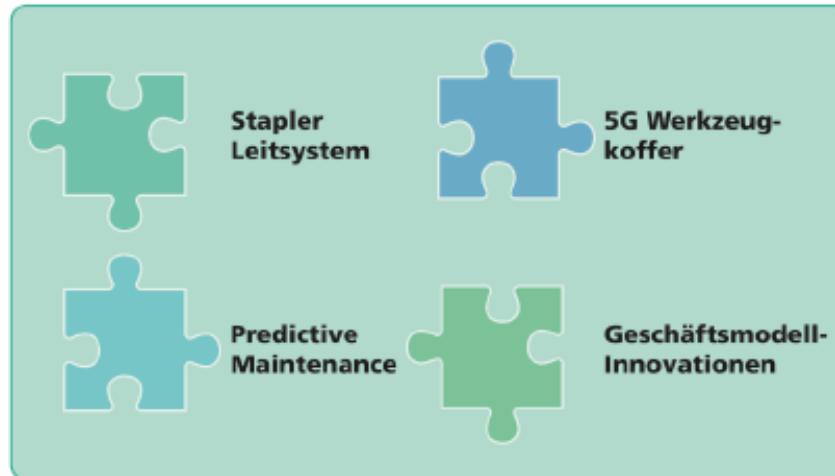 Stapler
Leitsystem
5G Werkzeug-
koffer
Predictive
Maintenance
Geschäftsmodell-
Innovationen